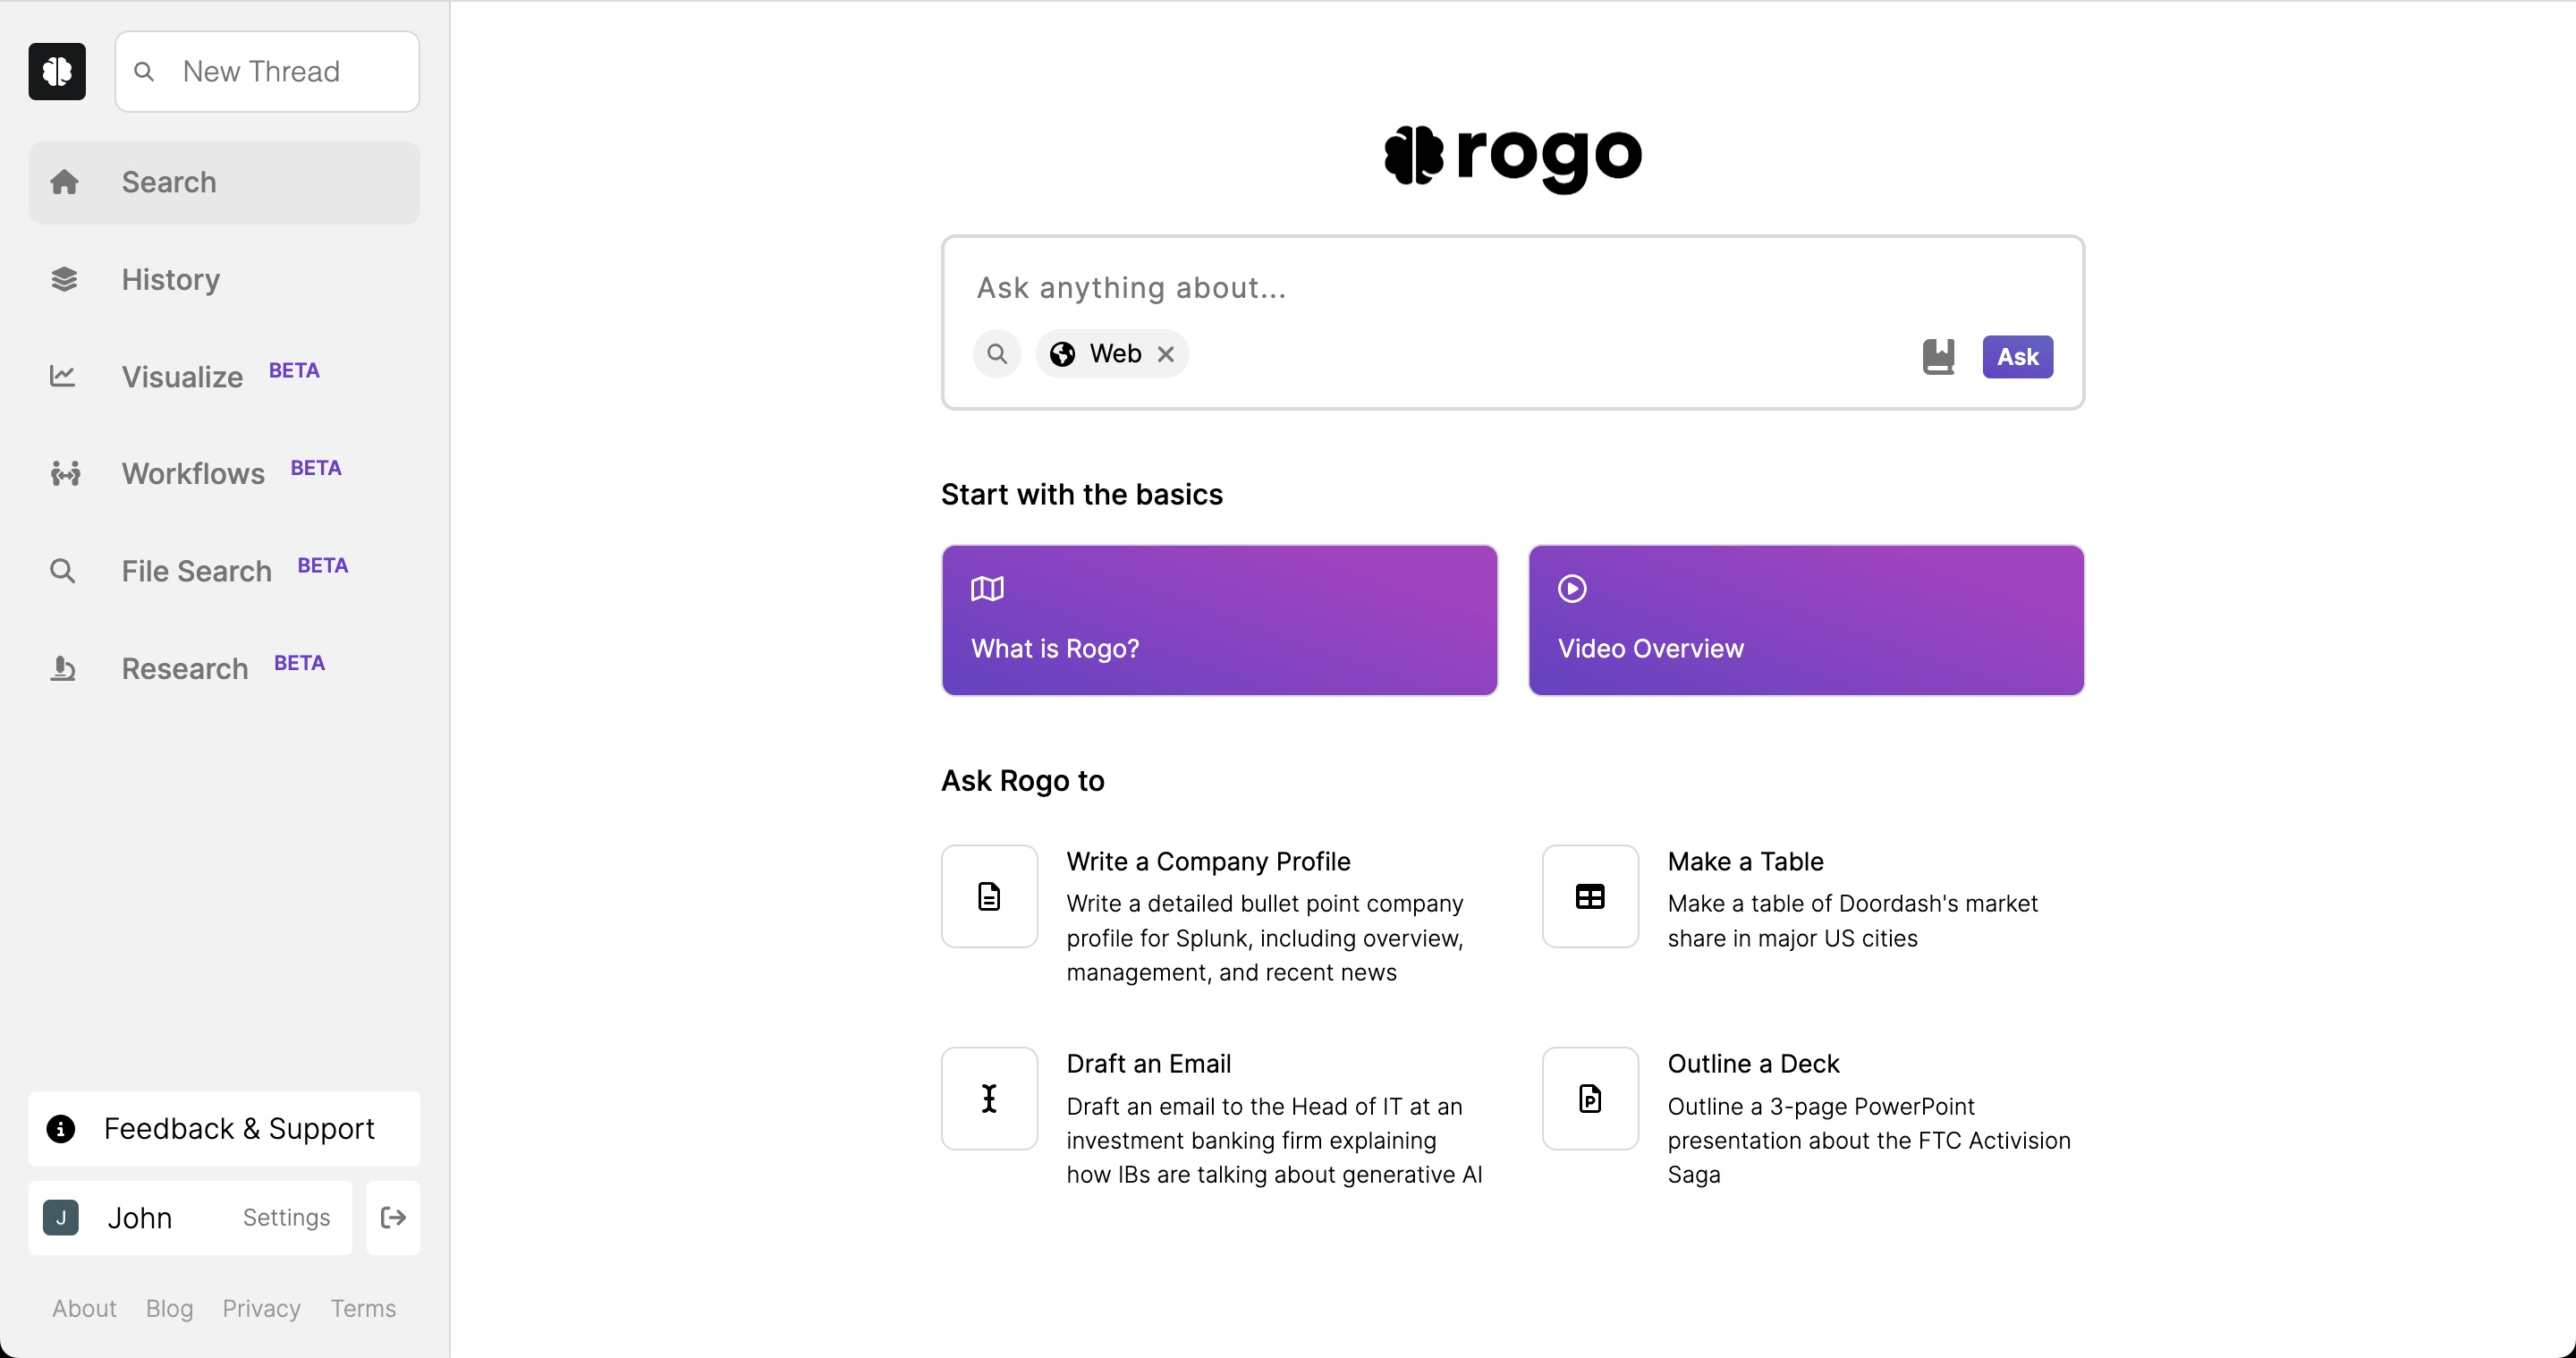 New Thread
Search
History
Visualize BETA
Workflows BETA
File Search BETA
Research BETA
Feedback & Support
J John Settings
About Blog Privacy Terms
rogo
Ask anything about...
Web
Ask
Start with the basics
What is Rogo?
Video Overview
Ask Rogo to
Write a Company Profile
Write a detailed bullet point company
profile for Splunk, including overview,
management, and recent news
Make a Table
Make a table of Doordash's market
share in major US cities
Draft an Email
Draft an email to the Head of IT at an
investment banking firm explaining
how IBs are talking about generative AI
Outline a Deck
Outline a 3-page PowerPoint
presentation about the FTC Activision
Saga